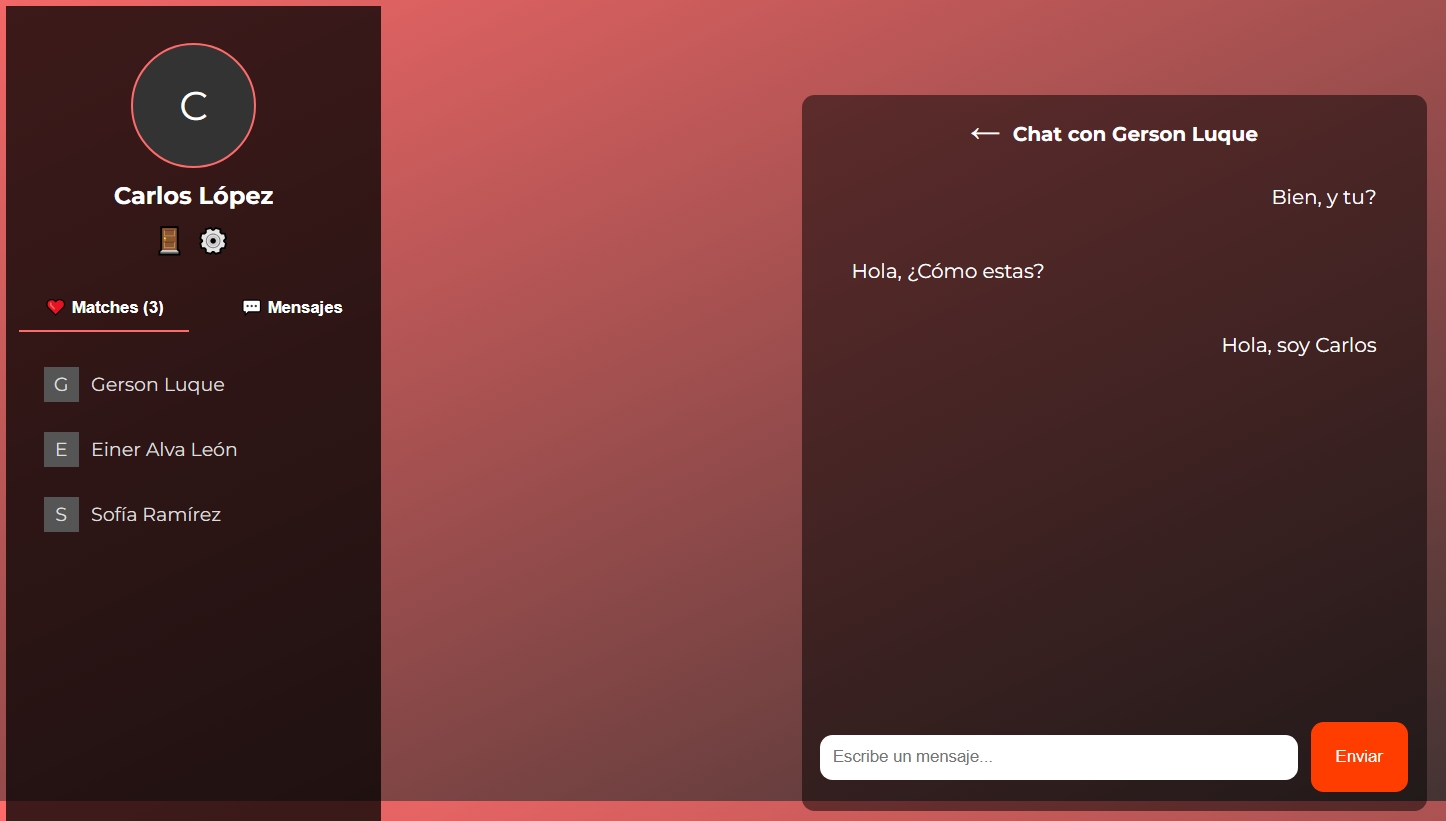 C
Carlos López
Matches (3)
Mensajes
G
Gerson Luque
E
Einer Alva León
S
Sofía Ramírez
Chat con Gerson Luque
Bien, y tu?
Hola, ¿Cómo estas?
Hola, soy Carlos
Escribe un mensaje...
Enviar